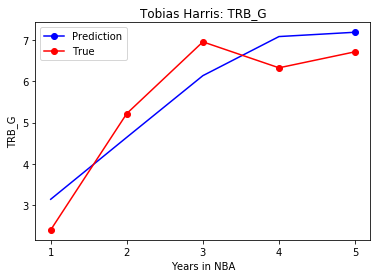 Tobias Harris: TRB_G
Prediction
True
7
6
5
4
3
TRB_G
1 2 3 4 5
Years in NBA